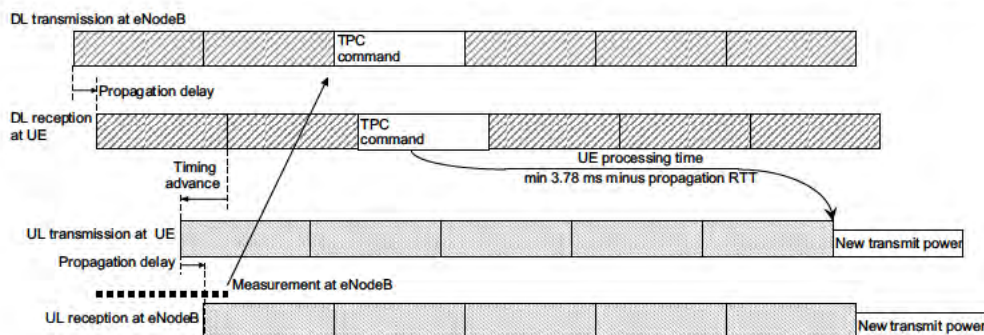 DL transmission at eNodeB
TPC
command
Propagation delay
DL reception
at UE
TPC
command
UE processing time
min 3.78 ms minus propagation RTT
Timing
advance
UL transmission at UE
New transmit power
Propagation delay
Measurement at eNodeB
UL reception at eNodeB
New transmit power